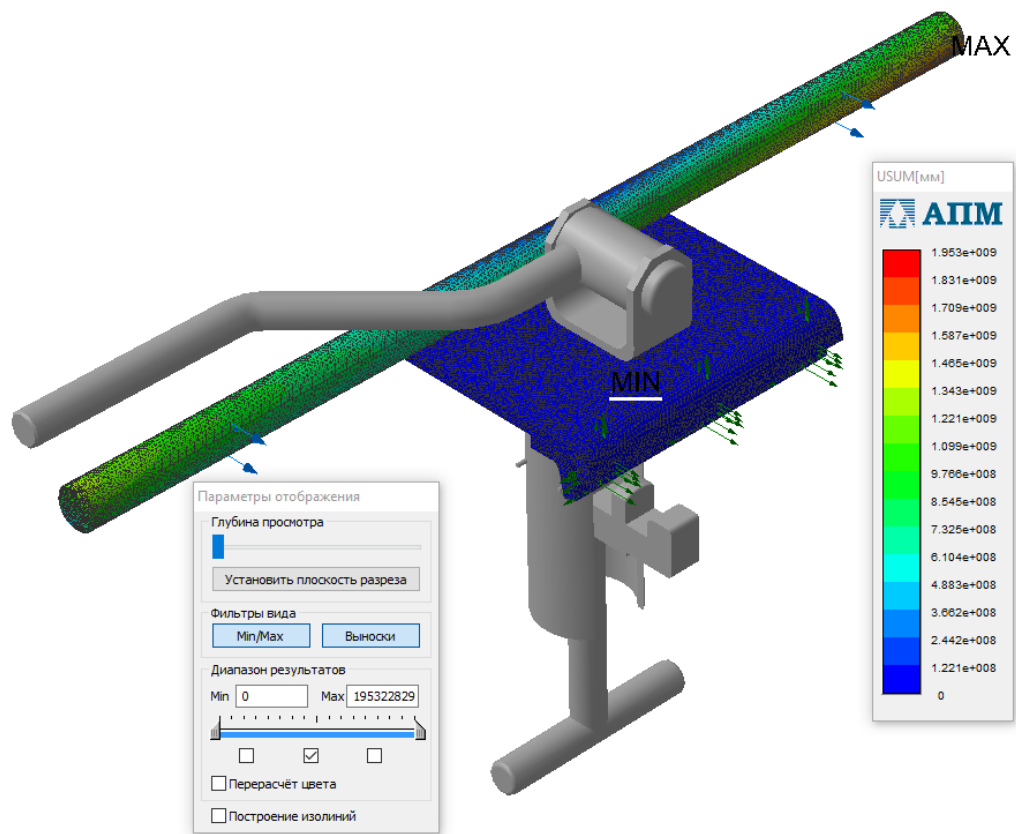 MAX
USUM[мм]
АПМ
1.953e+009
1.831e+009
1.709e+009
1.587e+009
1.465e+009
1.343e+009
1.221e+009
1.099e+009
9.766e+008
8.545e+008
7.325e+008
6.104e+008
4.883e+008
3.662e+008
2.442e+008
1.221e+008
0
MIN
Параметры отображения
Глубина просмотра
Установить плоскость разреза
Фильтры вида
Min/Max Выноски
Диапазон результатов
Min 0 Max 195322829
Перерасчёт цвета
Построение изолиний